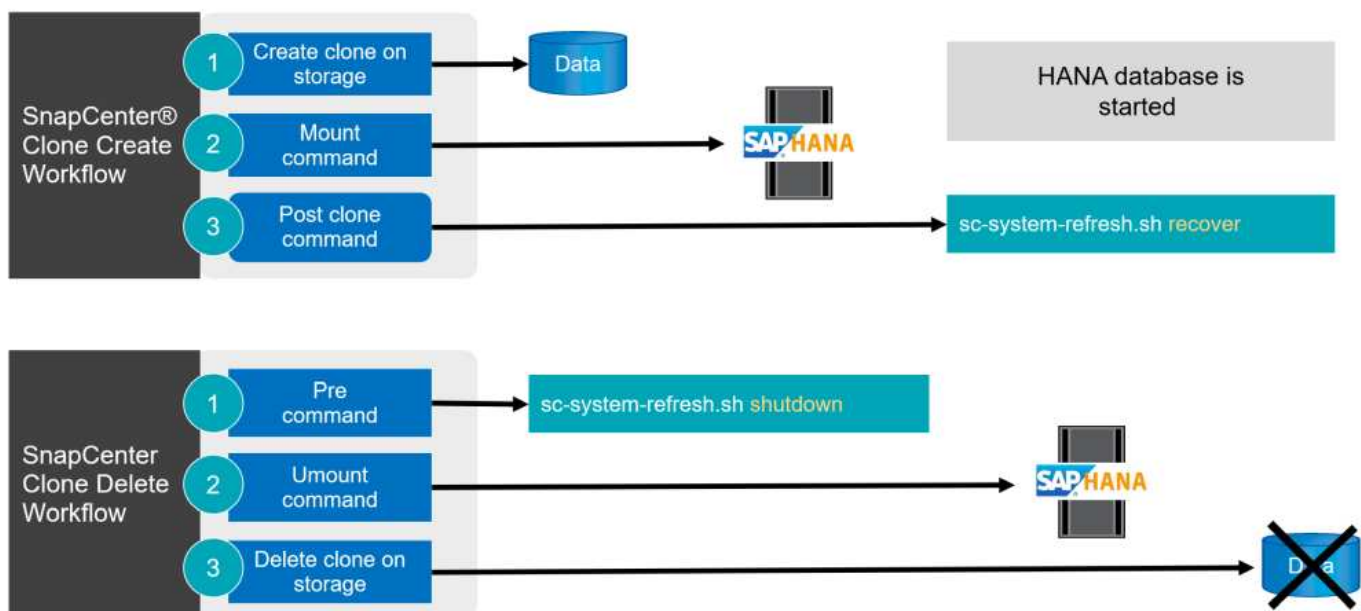 SnapCenter®
Clone Create
Workflow
1
Create clone on
storage
Data
2
Mount
command
SAP HANA
3
Post clone
command
HANA database is
started
sc-system-refresh.sh recover
SnapCenter
Clone Delete
Workflow
1
Pre
command
sc-system-refresh.sh shutdown
2
Umount
command
SAP HANA
3
Delete clone on
storage
Data